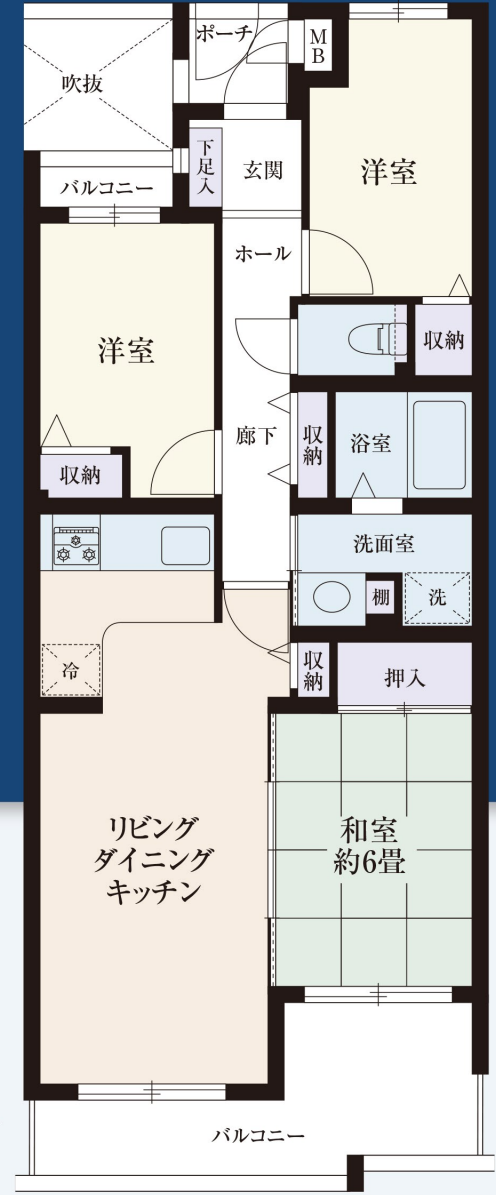 ポーチ
MB
吹抜
下足入
玄関
洋室
バルコニー
ホール
洋室
収納
廊下
収納
浴室
収納
洗面室
棚
洗
冷
収納
押入
リビング
ダイニング
キッチン
和室
約6畳
バルコニー